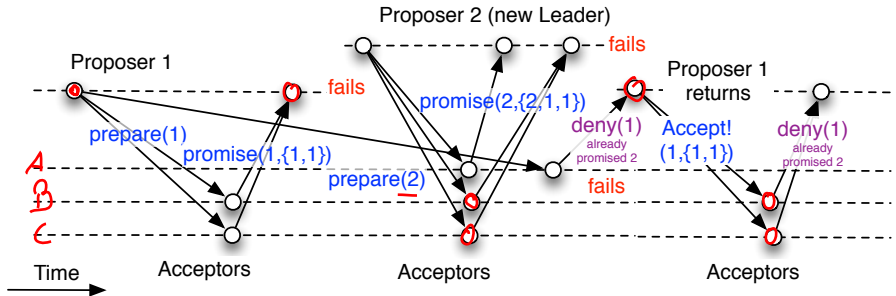 Proposer 2 (new Leader)
fails
Proposer 1
fails
Proposer 1
returns
prepare(1)
promise(1,{1,1})
promise(2,{2,1,1})
deny(1)
already
promised 2
Accept!
(1,{1,1})
deny(1)
already
promised 2
A
prepare(2)
fails
B
C
Time
Acceptors
Acceptors
Acceptors